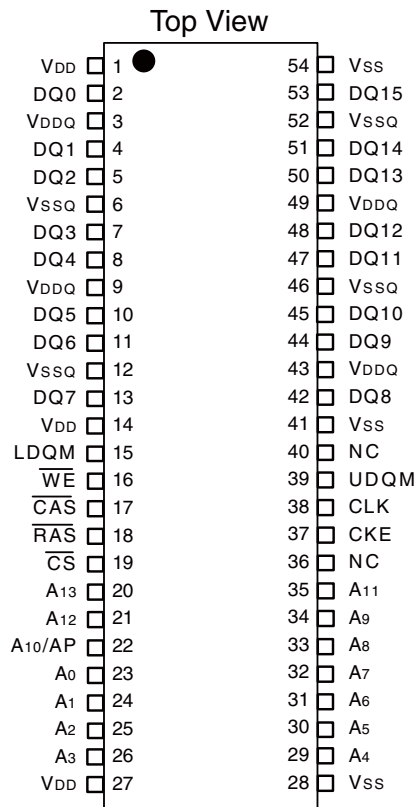 Top View
VDD 1 54 VSS
DQ0 2 53 DQ15
VDDQ 3 52 VSSQ
DQ1 4 51 DQ14
DQ2 5 50 DQ13
VSSQ 6 49 VDDQ
DQ3 7 48 DQ12
DQ4 8 47 DQ11
VDDQ 9 46 VSSQ
DQ5 10 45 DQ10
DQ6 11 44 DQ9
VSSQ 12 43 VDDQ
DQ7 13 42 DQ8
VDD 14 41 VSS
LDQM 15 40 NC
W̅E̅ 16 39 UDQM
C̅A̅S̅ 17 38 CLK
R̅A̅S̅ 18 37 CKE
C̅S̅ 19 36 NC
A13 20 35 A11
A12 21 34 A9
A10/AP 22 33 A8
A0 23 32 A7
A1 24 31 A6
A2 25 30 A5
A3 26 29 A4
VDD 27 28 VSS